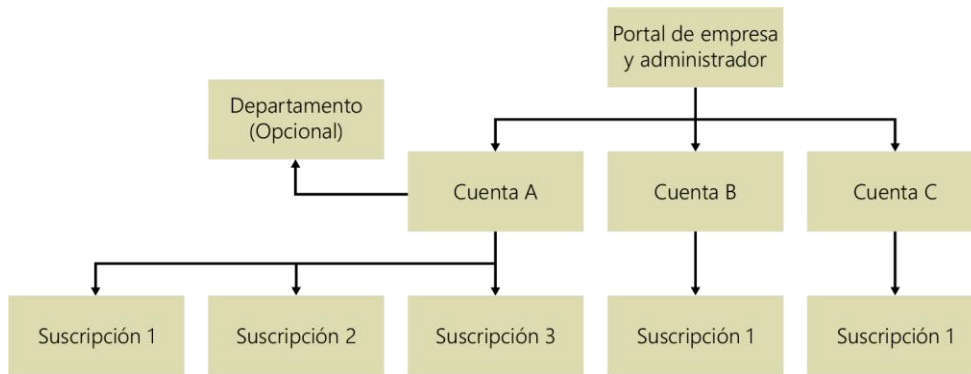 Portal de empresa
y administrador
Departamento
(Opcional)
Cuenta A
Cuenta B
Cuenta C
Suscripción 1
Suscripción 2
Suscripción 3
Suscripción 1
Suscripción 1